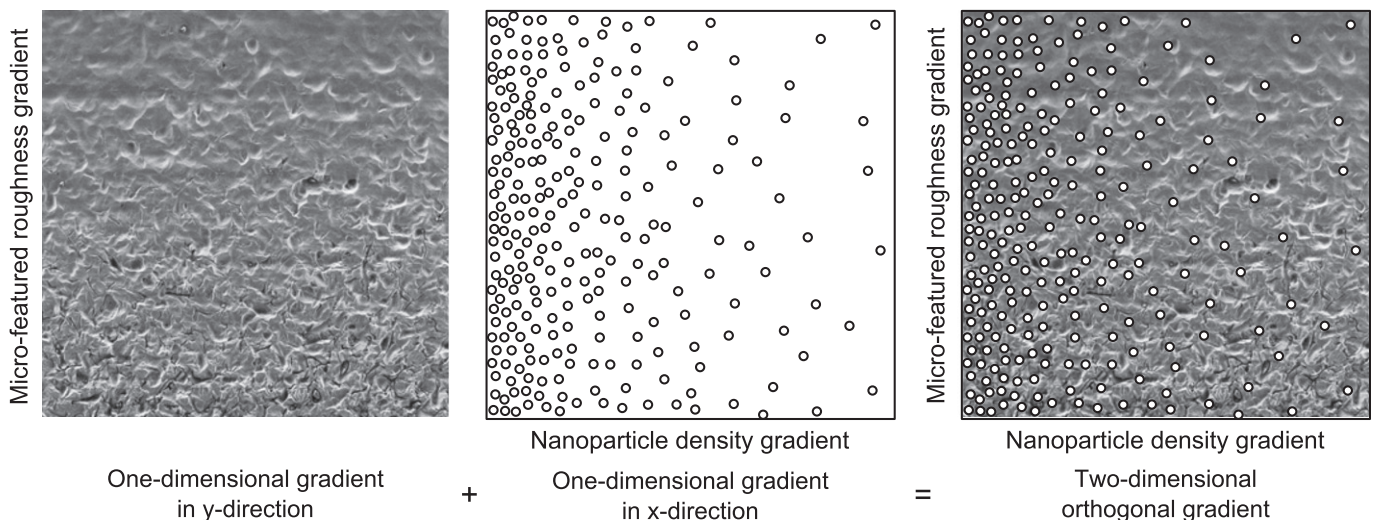 Micro-featured roughness gradient
Micro-featured roughness gradient
Nanoparticle density gradient
Nanoparticle density gradient
One-dimensional gradient
in y-direction
+
One-dimensional gradient
in x-direction
=
Two-dimensional
orthogonal gradient